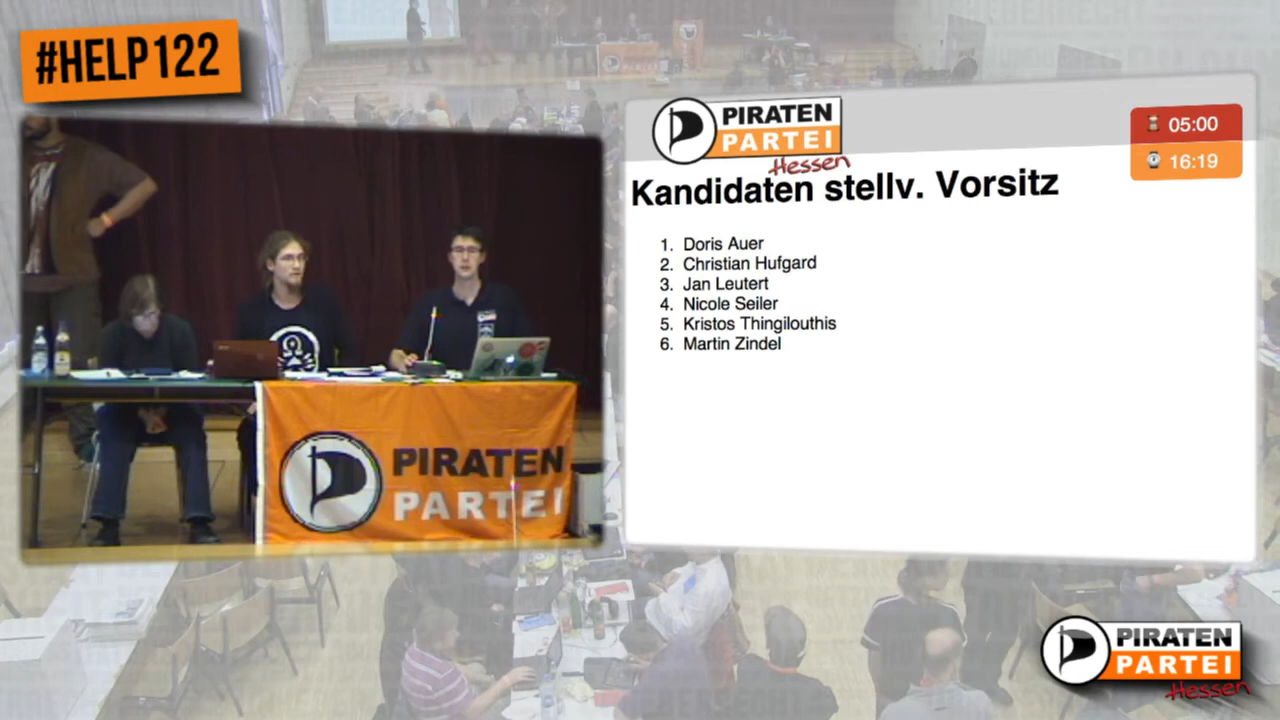 #HELP122
PIRATEN
PARTEI
Hessen
05:00
16:19
Kandidaten stellv. Vorsitz
1. Doris Auer
2. Christian Hufgard
3. Jan Leutert
4. Nicole Seiler
5. Kristos Thingilouthis
6. Martin Zindel
PIRATEN
PARTEI
PIRATEN
PARTEI
Hessen